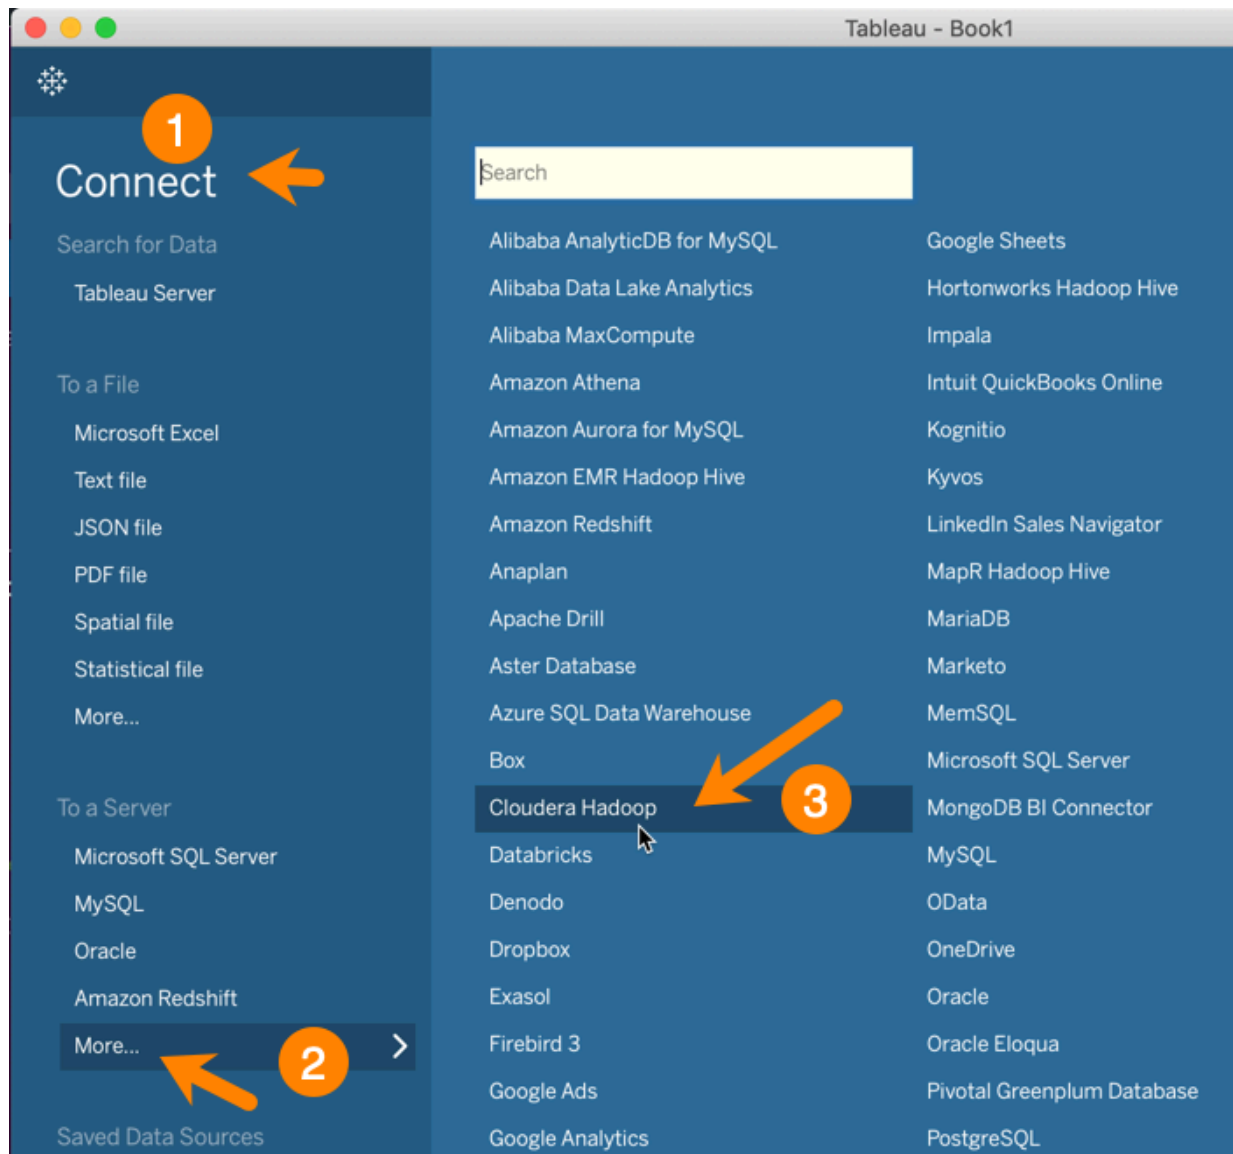 Tableau - Book1
1
Connect
Search for Data
Tableau Server
To a File
Microsoft Excel
Text file
JSON file
PDF file
Spatial file
Statistical file
More...
To a Server
Microsoft SQL Server
MySQL
Oracle
Amazon Redshift
More...
2
Saved Data Sources
Search
Alibaba AnalyticDB for MySQL
Alibaba Data Lake Analytics
Alibaba MaxCompute
Amazon Athena
Amazon Aurora for MySQL
Amazon EMR Hadoop Hive
Amazon Redshift
Anaplan
Apache Drill
Aster Database
Azure SQL Data Warehouse
Box
Cloudera Hadoop
3
Databricks
Denodo
Dropbox
Exasol
Firebird 3
Google Ads
Google Analytics
Google Sheets
Hortonworks Hadoop Hive
Impala
Intuit QuickBooks Online
Kognitio
Kyvos
LinkedIn Sales Navigator
MapR Hadoop Hive
MariaDB
Marketo
MemSQL
Microsoft SQL Server
MongoDB BI Connector
MySQL
OData
OneDrive
Oracle
Oracle Eloqua
Pivotal Greenplum Database
PostgreSQL